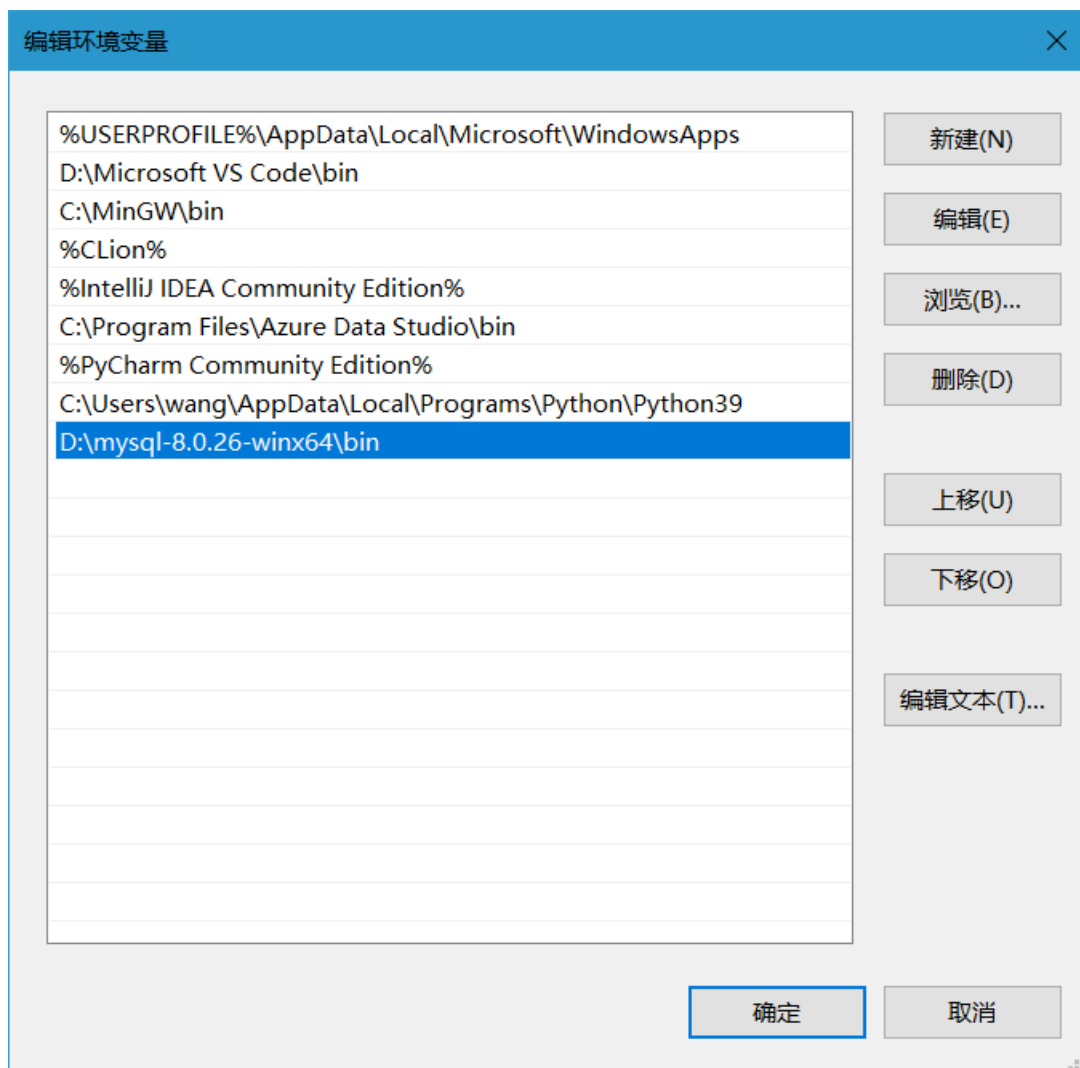 编辑环境变量
%USERPROFILE%\AppData\Local\Microsoft\WindowsApps
D:\Microsoft VS Code\bin
C:\MinGW\bin
%CLion%
%IntelliJ IDEA Community Edition%
C:\Program Files\Azure Data Studio\bin
%PyCharm Community Edition%
C:\Users\wang\AppData\Local\Programs\Python\Python39
D:\mysql-8.0.26-winx64\bin
新建(N)
编辑(E)
浏览(B)...
删除(D)
上移(U)
下移(O)
编辑文本(T)...
确定
取消